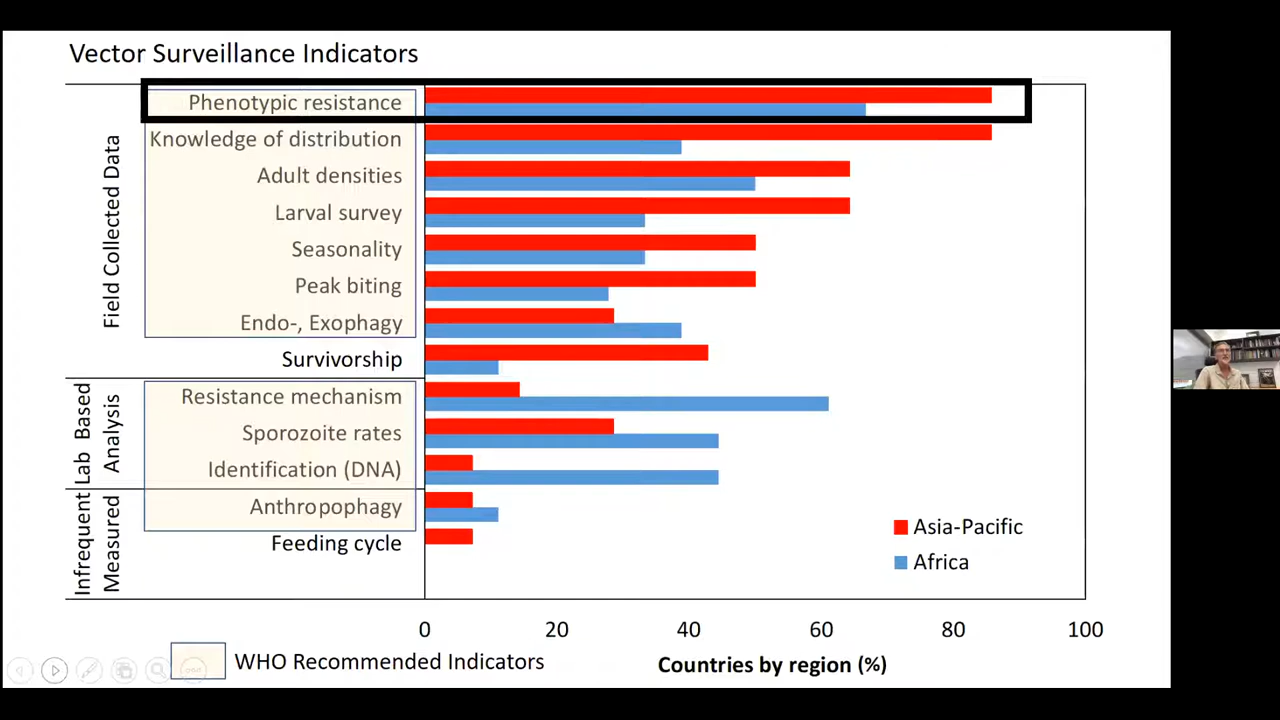 Vector Surveillance Indicators
Field Collected Data
Phenotypic resistance
Knowledge of distribution
Adult densities
Larval survey
Seasonality
Peak biting
Endo-, Exophagy
Survivorship
Lab Based
Analysis
Resistance mechanism
Sporozoite rates
Identification (DNA)
Infrequent
Measured
Anthropophagy
Feeding cycle
Asia-Pacific
Africa
0 20 40 60 80 100
WHO Recommended Indicators
Countries by region (%)